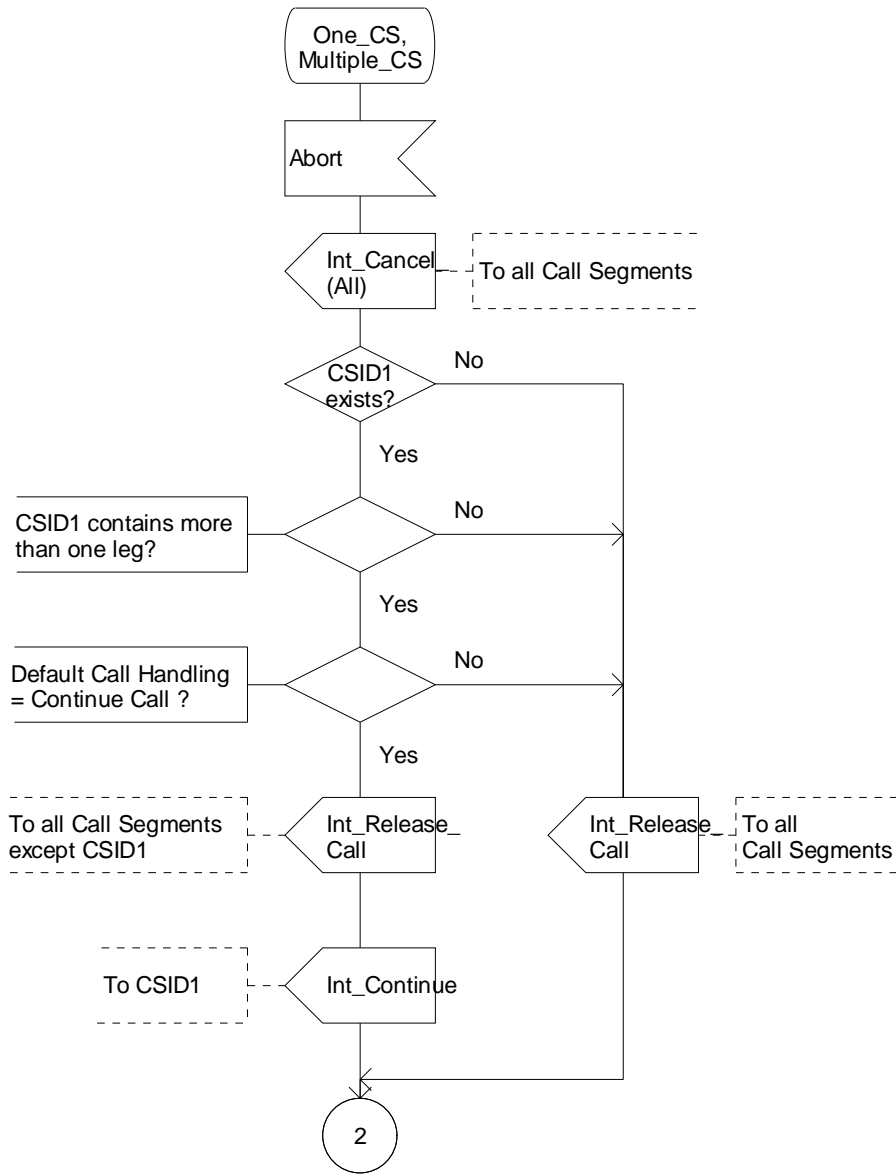 One_CS,
Multiple_CS
Abort
Int_Cancel_
(All)
To all Call Segments
CSID1
exists?
No
Yes
CSID1 contains more
than one leg?
No
Yes
Default Call Handling
= Continue Call ?
No
Yes
To all Call Segments
except CSID1
Int_Release_
Call
Int_Release_
Call
To all
Call Segments
To CSID1
Int_Continue
2